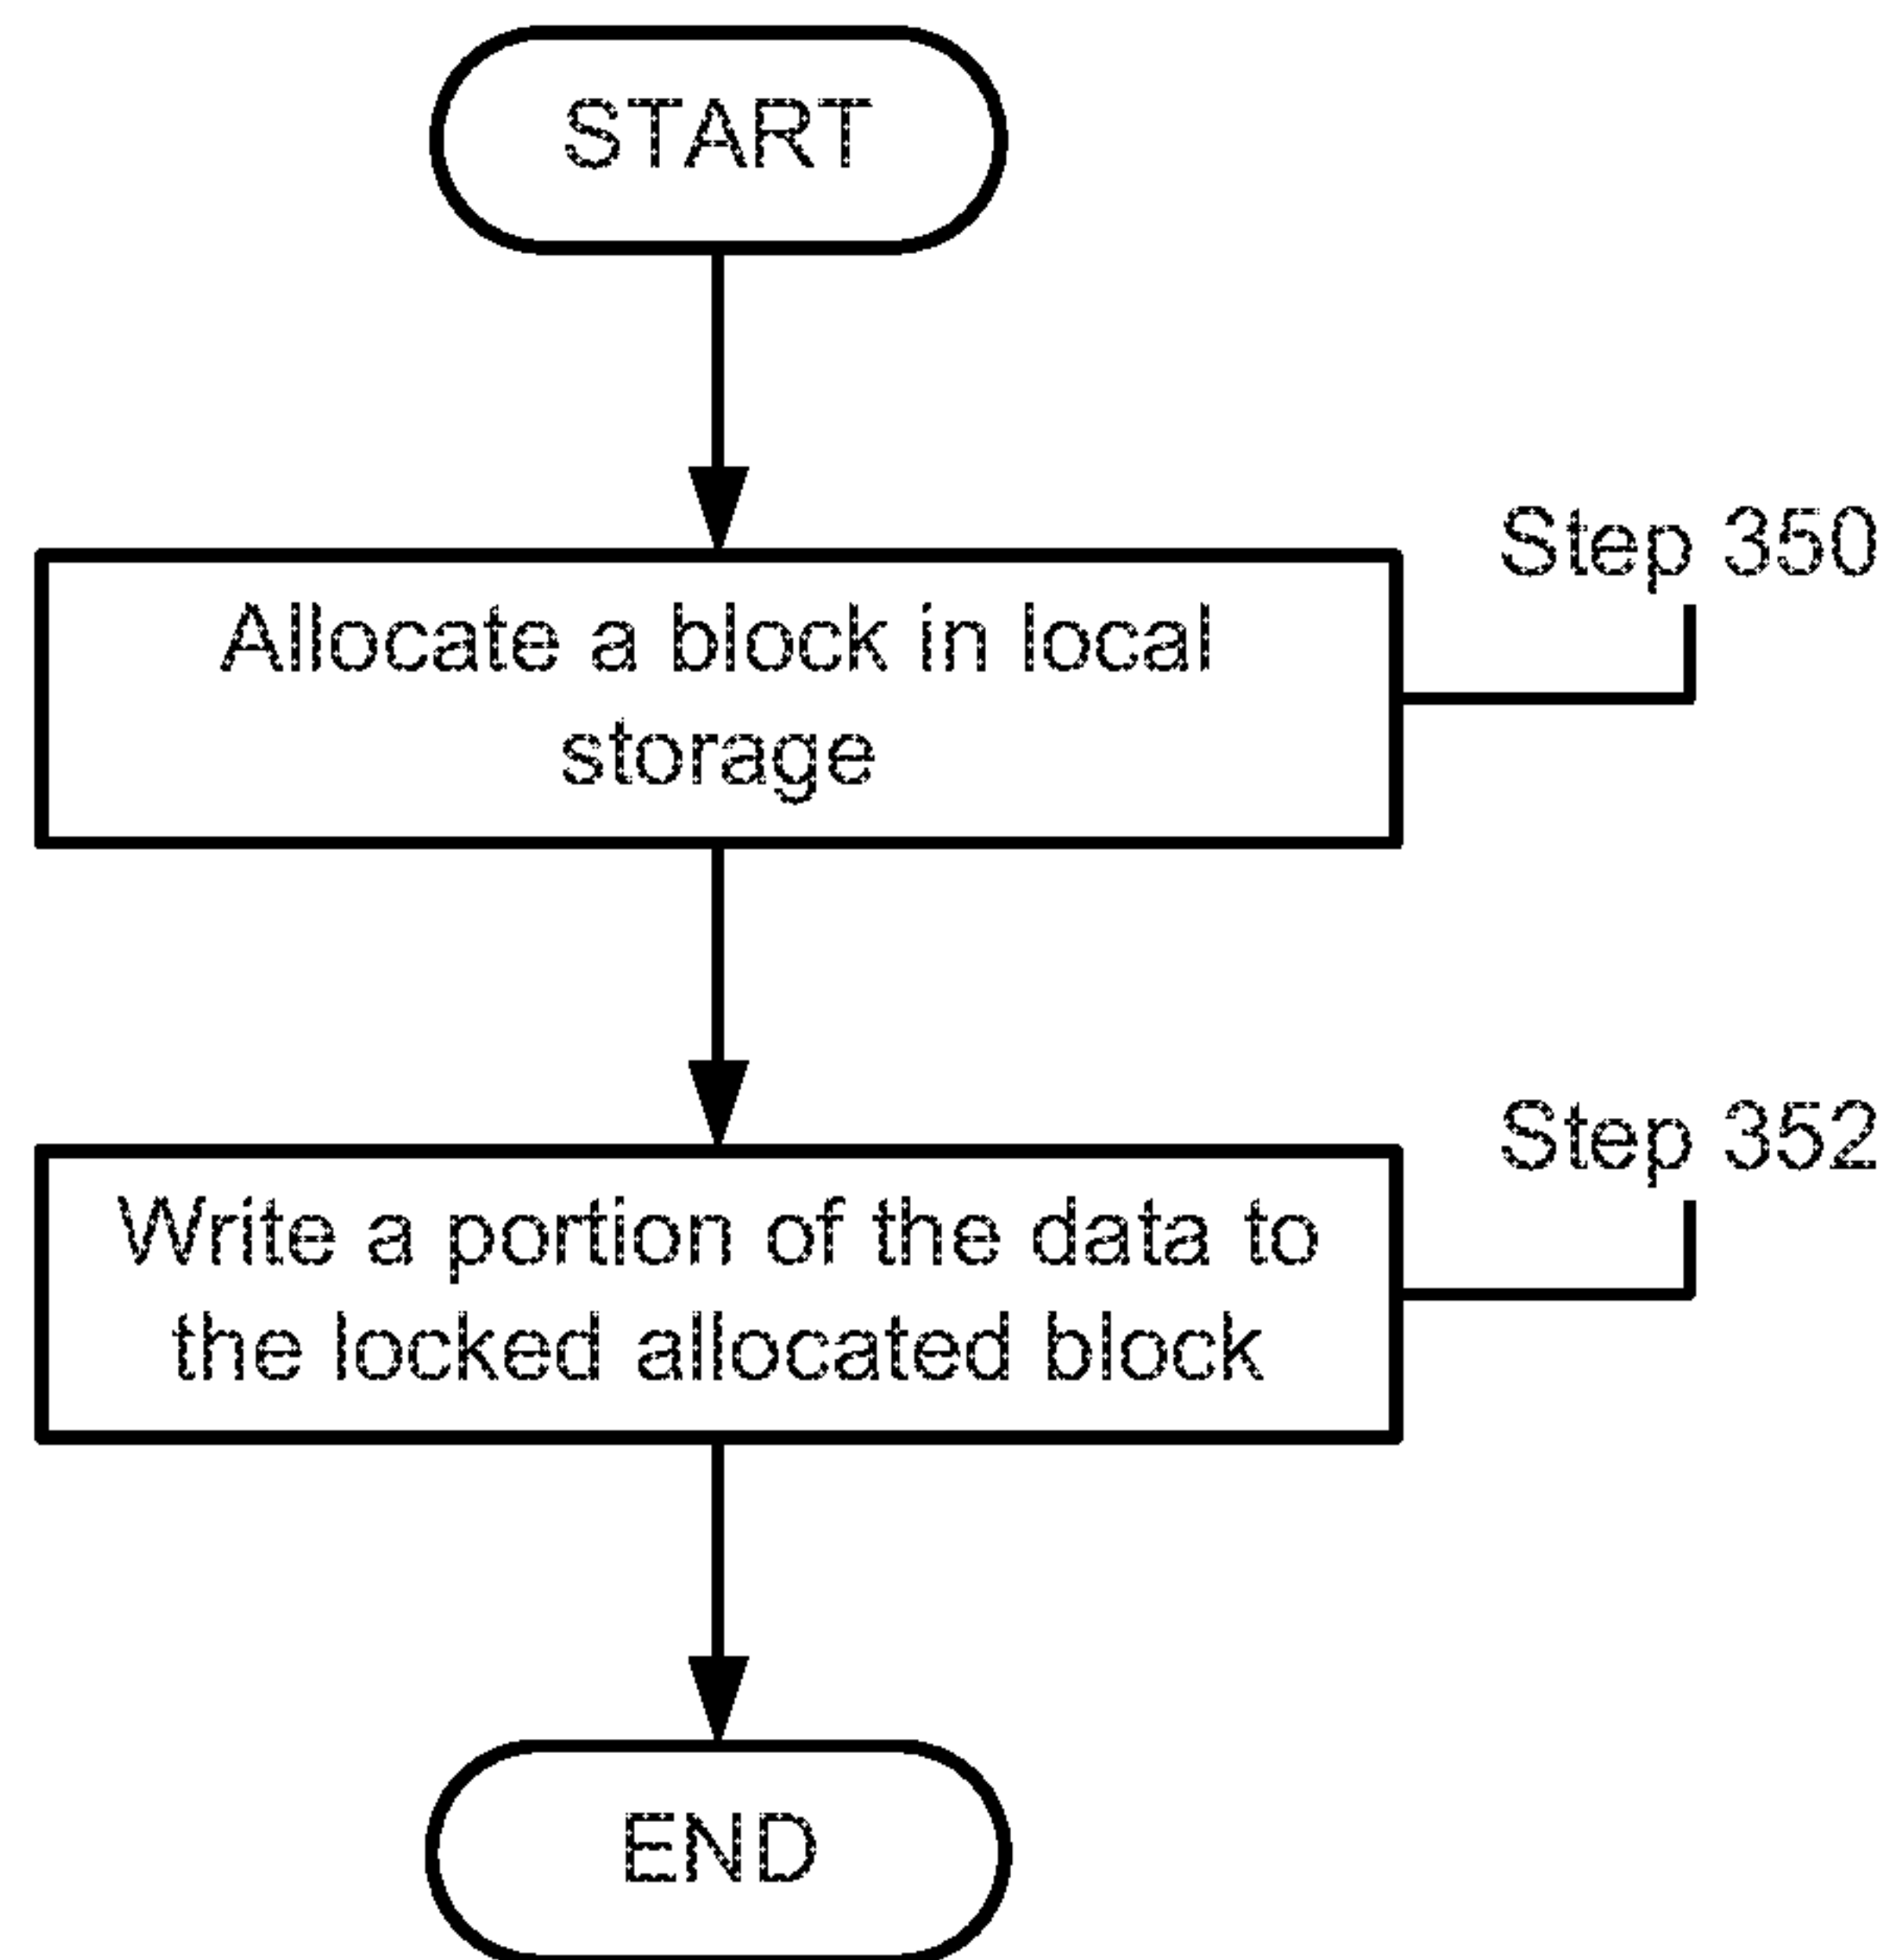 START
Step 350
Allocate a block in local
storage
Step 352
Write a portion of the data to
the locked allocated block
END